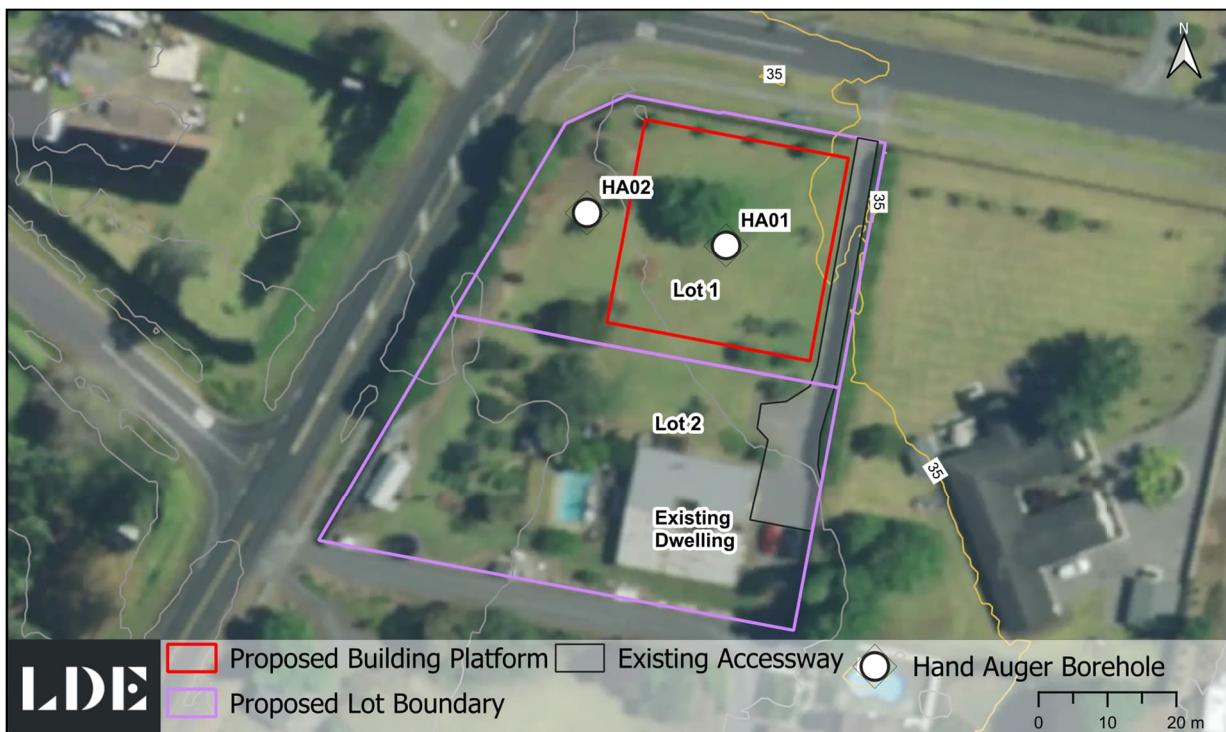 N
35
HA02
35
HA01
Lot 1
Lot 2
35
Existing
Dwelling
LDE
Proposed Building Platform
Existing Accessway
Hand Auger Borehole
Proposed Lot Boundary
0 10 20 m